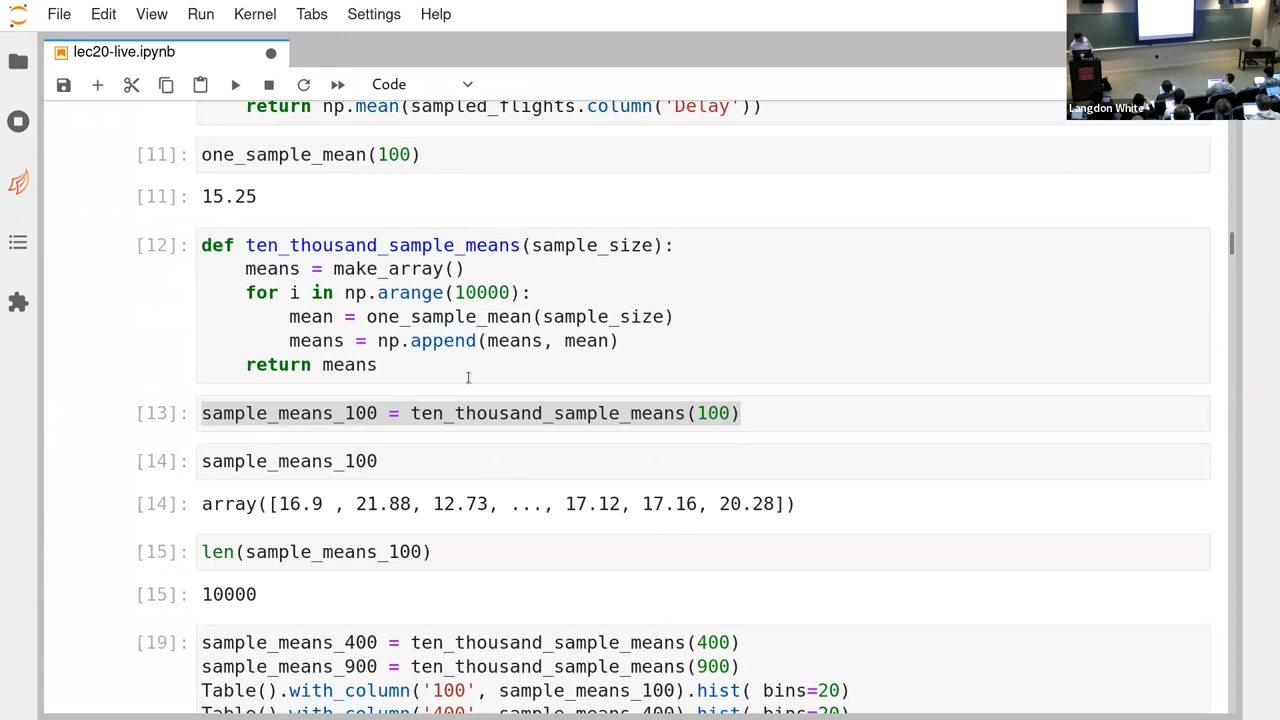 File Edit View Run Kernel Tabs Settings Help
lec20-live.ipynb
Code
Langdon White
return np.mean(sampled_flights.column('Delay'))
[11]: one_sample_mean(100)
[11]: 15.25
[12]: def ten_thousand_sample_means(sample_size):
means = make_array()
for i in np.arange(10000):
mean = one_sample_mean(sample_size)
means = np.append(means, mean)
return means
[13]: sample_means_100 = ten_thousand_sample_means(100)
[14]: sample_means_100
[14]: array([16.9 , 21.88, 12.73, ..., 17.12, 17.16, 20.28])
[15]: len(sample_means_100)
[15]: 10000
[19]: sample_means_400 = ten_thousand_sample_means(400)
sample_means_900 = ten_thousand_sample_means(900)
Table().with_column('100', sample_means_100).hist( bins=20)
Table().with_column('400', sample_means_400).hist( bins=20)